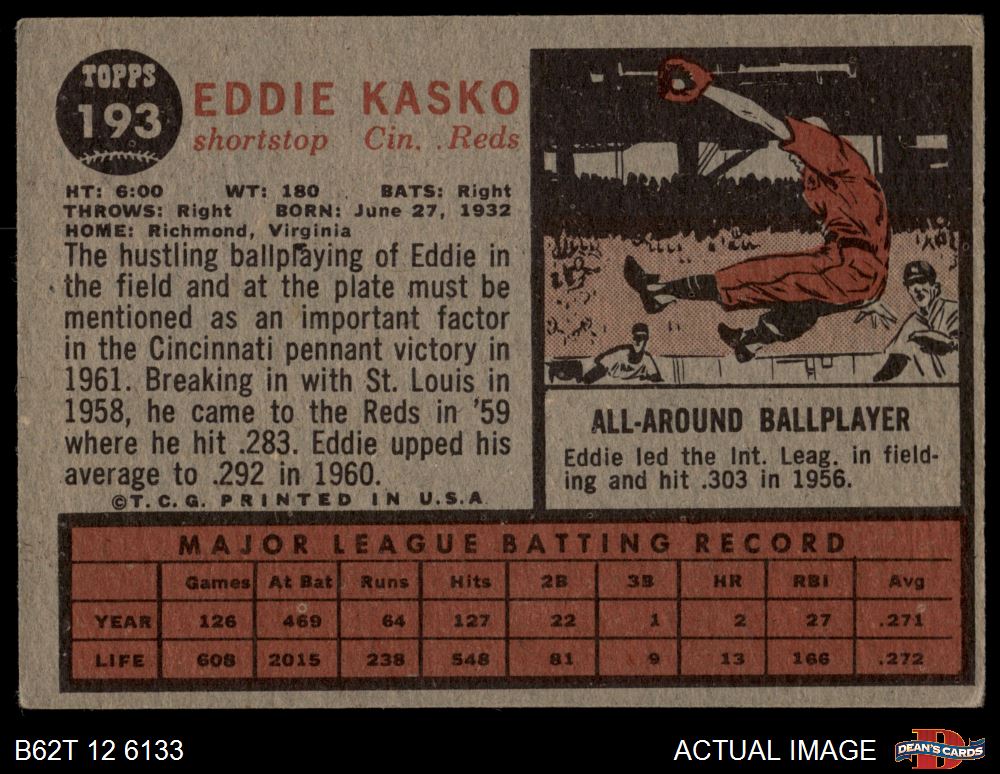 TOPPS
193
EDDIE KASKO
shortstop Cin. Reds
HT: 6:00 WT: 180 BATS: Right
THROWS: Right BORN: June 27, 1932
HOME: Richmond, Virginia
The hustling ballplaying of Eddie in
the field and at the plate must be
mentioned as an important factor
in the Cincinnati pennant victory in
1961. Breaking in with St. Louis in
1958, he came to the Reds in '59
where he hit .283. Eddie upped his
average to .292 in 1960.
©T.C.G. PRINTED IN U.S.A
ALL-AROUND BALLPLAYER
Eddie led the Int. Leag. in field-
ing and hit .303 in 1956.
MAJOR LEAGUE BATTING RECORD
Games At Bat Runs Hits 2B 3B HR RBI Avg
YEAR 126 469 64 127 22 1 2 27 .271
LIFE 608 2015 238 548 81 9 13 166 .272
B62T 12 6133
ACTUAL IMAGE
DEAN'S CARDS